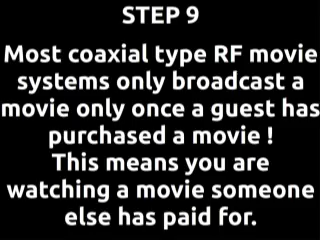 STEP 9
Most coaxial type RF movie
systems only broadcast a
movie only once a guest has
purchased a movie !
This means you are
watching a movie someone
else has paid for.